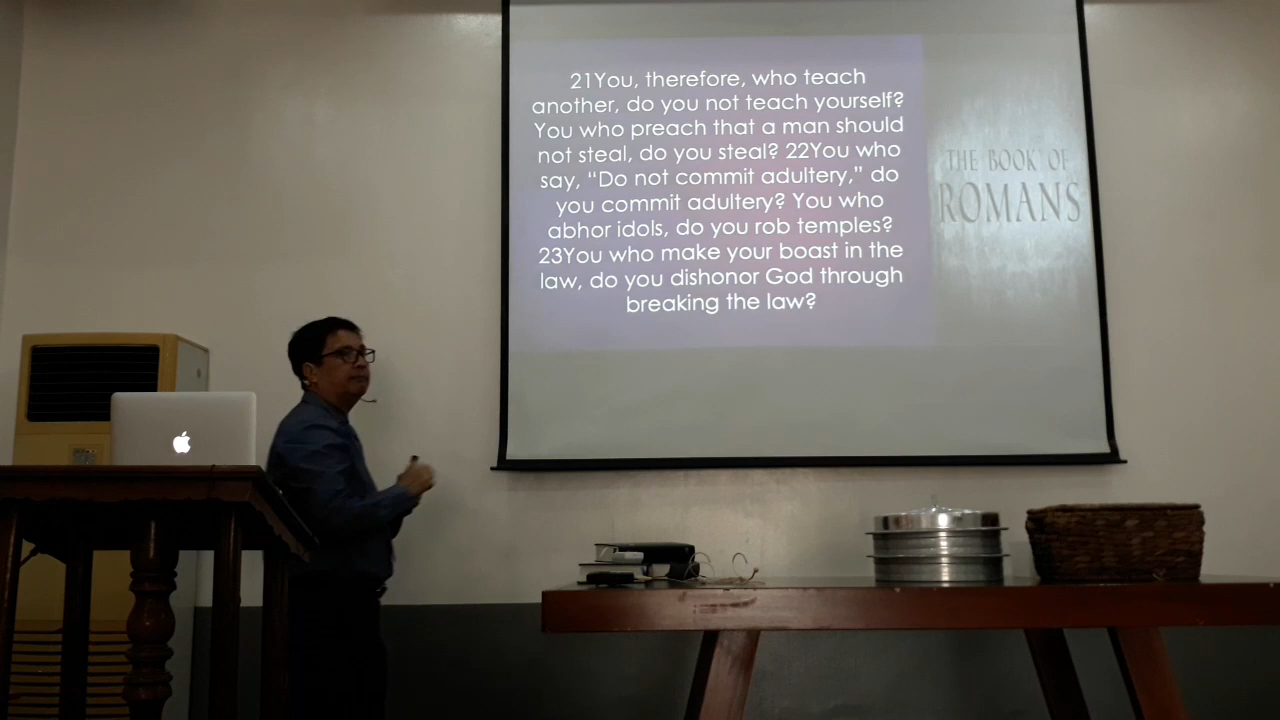 21You, therefore, who teach
another, do you not teach yourself?
You who preach that a man should
not steal, do you steal? 22You who
say, “Do not commit adultery,” do
you commit adultery? You who
abhor idols, do you rob temples?
23You who make your boast in the
law, do you dishonor God through
breaking the law?
THE BOOK OF
ROMANS